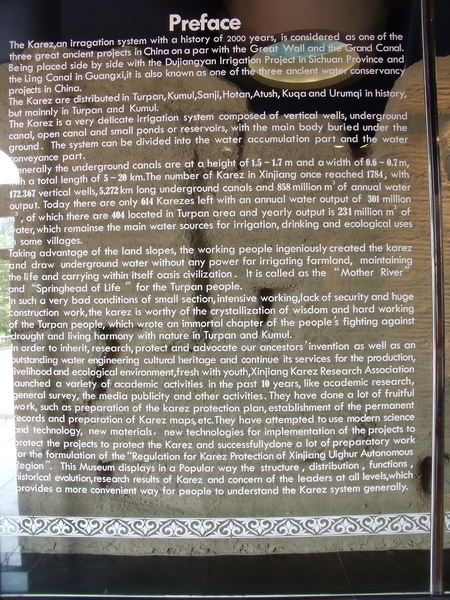 Preface
The Karez,an irragation system with a history of 2000 years, is considered as one of the
three great ancient projects in China on a par with the Great Wall and the Grand Canal.
Being placed side by side with the Dujiangyan Irrigation Project in Sichuan Province and
the Ling Canal in Guangxi,it is also known as one of the three ancient water conservancy
projects in China.
The Karez are distributed in Turpan,Kumul,Sanji,Hotan,Atush, Kuqa and Urumqi in history,
but mainly in Turpan and Kumul.
The Karez is a very delicate irrigation system composed of vertical wells, underground
canal, open canal and small ponds or reservoirs, with the main body buried under the
ground. The system can be divided into the water accumulation part and the water
conveyance part.
Generally the underground canals are at a height of 1.5 ~ 1.7 m and a width of 0.6 ~ 0.7m,
with a total length of 5 ~ 20 km.The number of Karez in Xinjiang once reached 1784, with
172,367 vertical wells,5,272km long underground canals and 858 million m³ of annual water
output. Today there are only 614 Karezes left with an annual water output of 301 million
m³, of which there are 404 located in Turpan area and yearly output is 231 million m³ of
water,which remainse the main water sources for irrigation, drinking and ecological uses
in some villages.
Taking advantage of the land slopes, the working people ingeniously created the karez
and draw underground water without any power for irrigating farmland, maintaining
the life and carrying within itself oasis civilization. It is called as the "Mother River"
and "Springhead of Life" for the Turpan people.
In such a very bad conditions of small section,intensive working,lack of security and huge
construction work,the karez is worthy of the crystallization of wisdom and hard working
of the Turpan people, which wrote an immortal chapter of the people's fighting against
drought and living harmony with nature in Turpan and Kumul.
In order to inherit, research, protect and advocate our ancestors' invention as well as an
outstanding water engineering cultural heritage and continue its services for the production,
livelihood and ecological environment,fresh with youth,Xinjiang Karez Research Association
launched a variety of academic activities in the past 10 years, like academic research,
general survey, the media publicity and other activities. They have done a lot of fruitful
work, such as preparation of the karez protection plan, establishment of the permanent
records and preparation of Karez maps, etc.They have attempted to use modern science
and technology, new materials, new technologies for implementation of the projects to
protect the projects to protect the Karez and successfullydone a lot of preparatory work
for the formulation of the "Regulation for Karez Protection of Xinjiang Uighur Autonomous
Region". This Museum displays in a Popular way the structure, distribution, functions,
historical evolution,research results of Karez and concern of the leaders at all levels,which
provides a more convenient way for people to understand the Karez system generally.